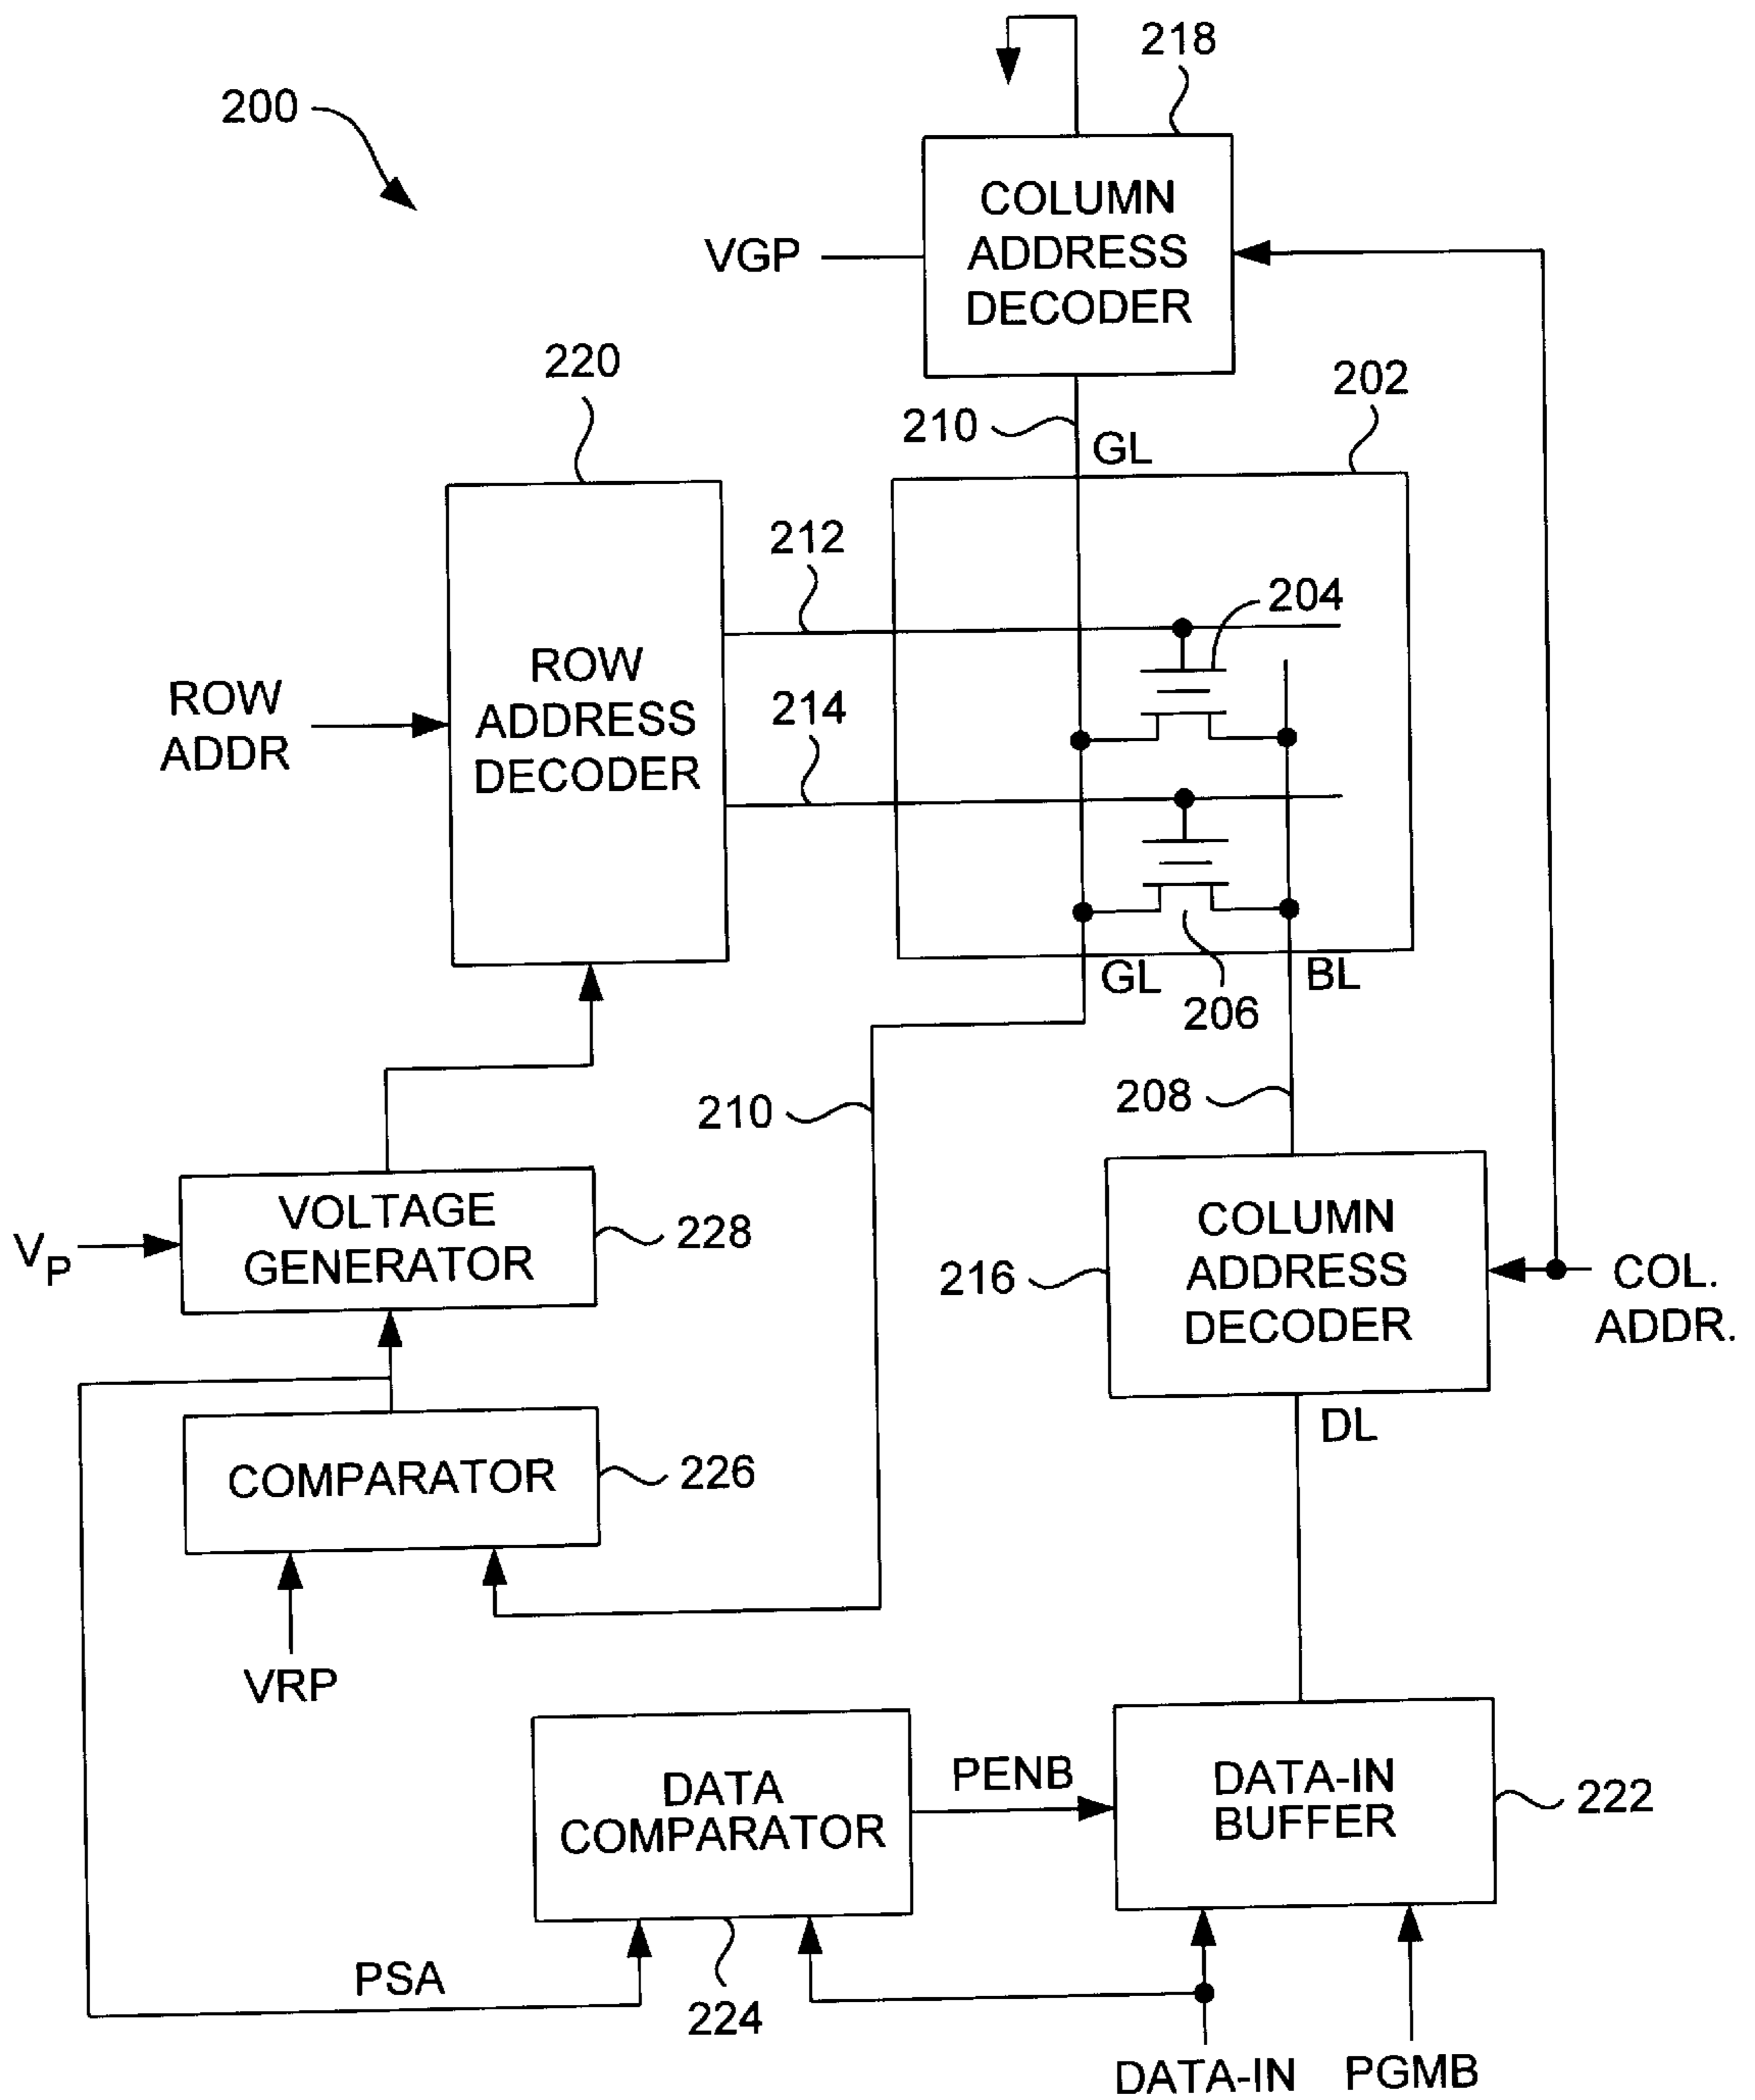 218
200
COLUMN
ADDRESS
DECODER
VGP
220
202
210
GL
212
204
ROW
ADDRESS
DECODER
ROW
ADDR
214
GL
BL
206
210
208
VOLTAGE
GENERATOR
228
VP
COLUMN
ADDRESS
DECODER
216
COL.
ADDR.
DL
COMPARATOR
226
VRP
DATA
COMPARATOR
PENB
DATA-IN
BUFFER
222
PSA
224
DATA-IN
PGMB